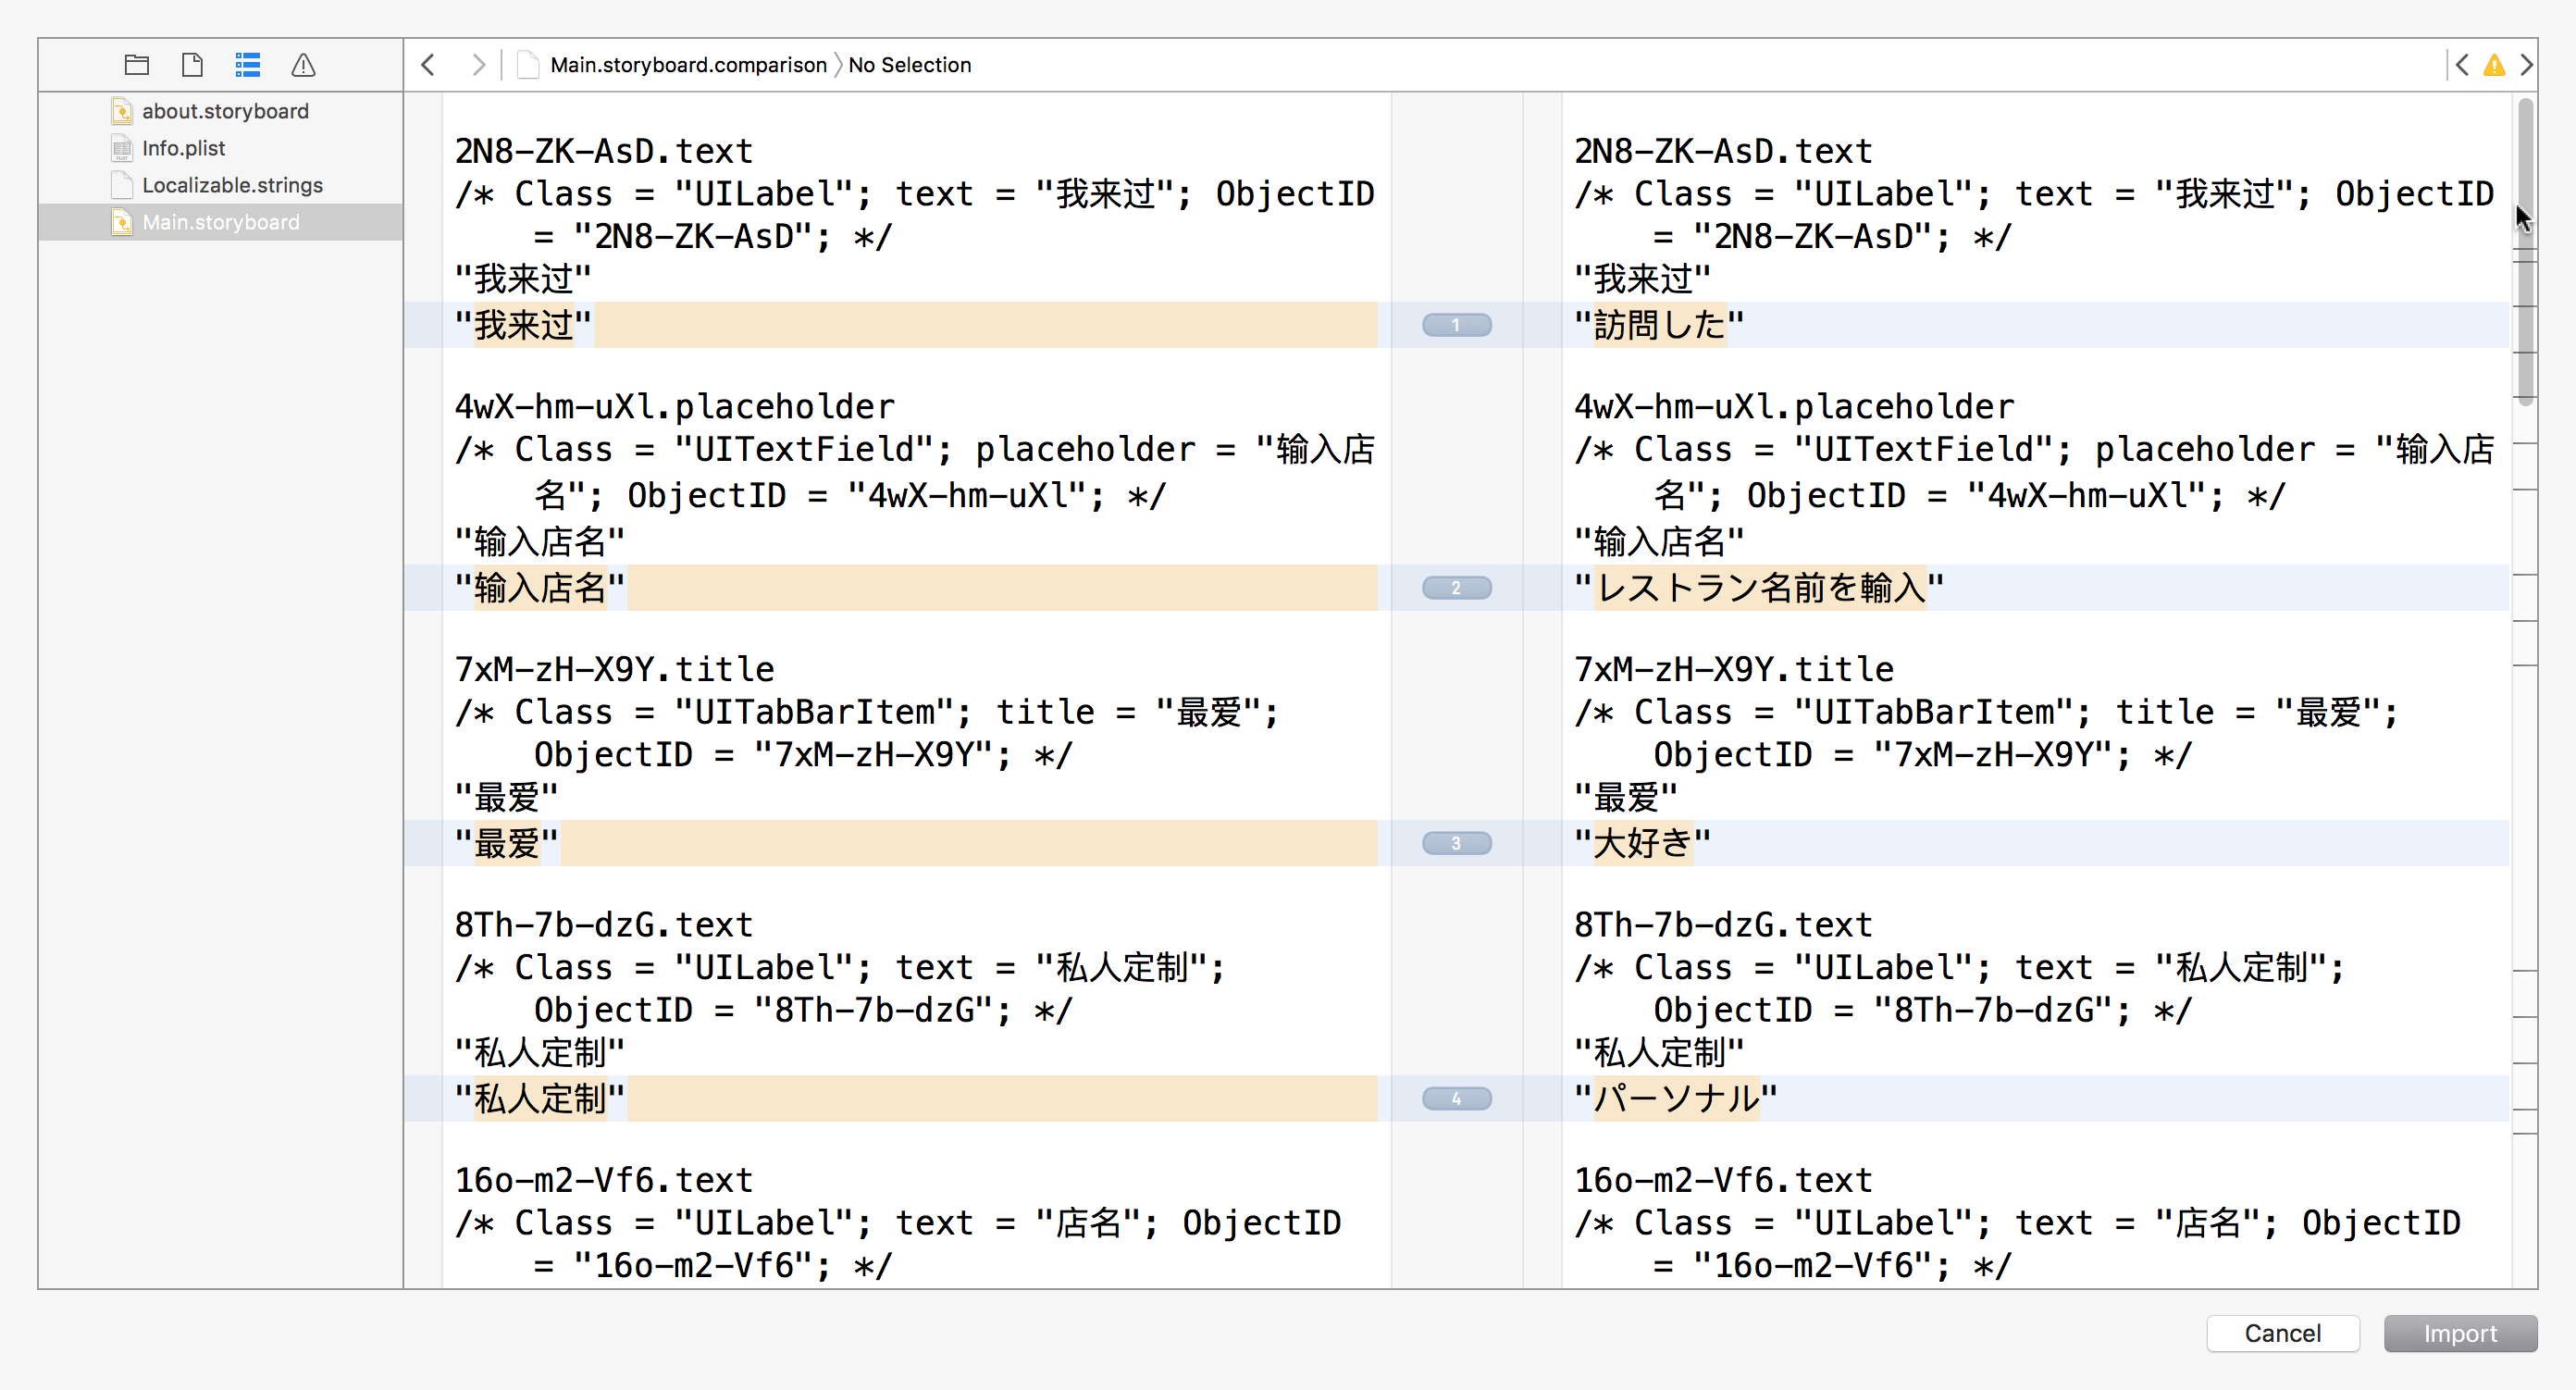 Main.storyboard.comparison
No Selection
about.storyboard
Info.plist
Localizable.strings
Main.storyboard
2N8-ZK-AsD.text
/* Class = "UILabel"; text = "我来过"; ObjectID
= "2N8-ZK-AsD"; */
"我来过"
"我来过"
4wX-hm-uXl.placeholder
/* Class = "UITextField"; placeholder = "输入店
名"; ObjectID = "4wX-hm-uXl"; */
"输入店名"
"输入店名"
7xM-zH-X9Y.title
/* Class = "UITabBarItem"; title = "最爱";
ObjectID = "7xM-zH-X9Y"; */
"最爱"
"最爱"
8Th-7b-dzG.text
/* Class = "UILabel"; text = "私人定制";
ObjectID = "8Th-7b-dzG"; */
"私人定制"
"私人定制"
16o-m2-Vf6.text
/* Class = "UILabel"; text = "店名"; ObjectID
= "16o-m2-Vf6"; */
1
2
3
4
2N8-ZK-AsD.text
/* Class = "UILabel"; text = "我来过"; ObjectID
= "2N8-ZK-AsD"; */
"我来过"
"訪問した"
4wX-hm-uXl.placeholder
/* Class = "UITextField"; placeholder = "输入店
名"; ObjectID = "4wX-hm-uXl"; */
"输入店名"
"レストラン名前を輸入"
7xM-zH-X9Y.title
/* Class = "UITabBarItem"; title = "最爱";
ObjectID = "7xM-zH-X9Y"; */
"最爱"
"大好き"
8Th-7b-dzG.text
/* Class = "UILabel"; text = "私人定制";
ObjectID = "8Th-7b-dzG"; */
"私人定制"
"パーソナル"
16o-m2-Vf6.text
/* Class = "UILabel"; text = "店名"; ObjectID
= "16o-m2-Vf6"; */
Cancel
Import